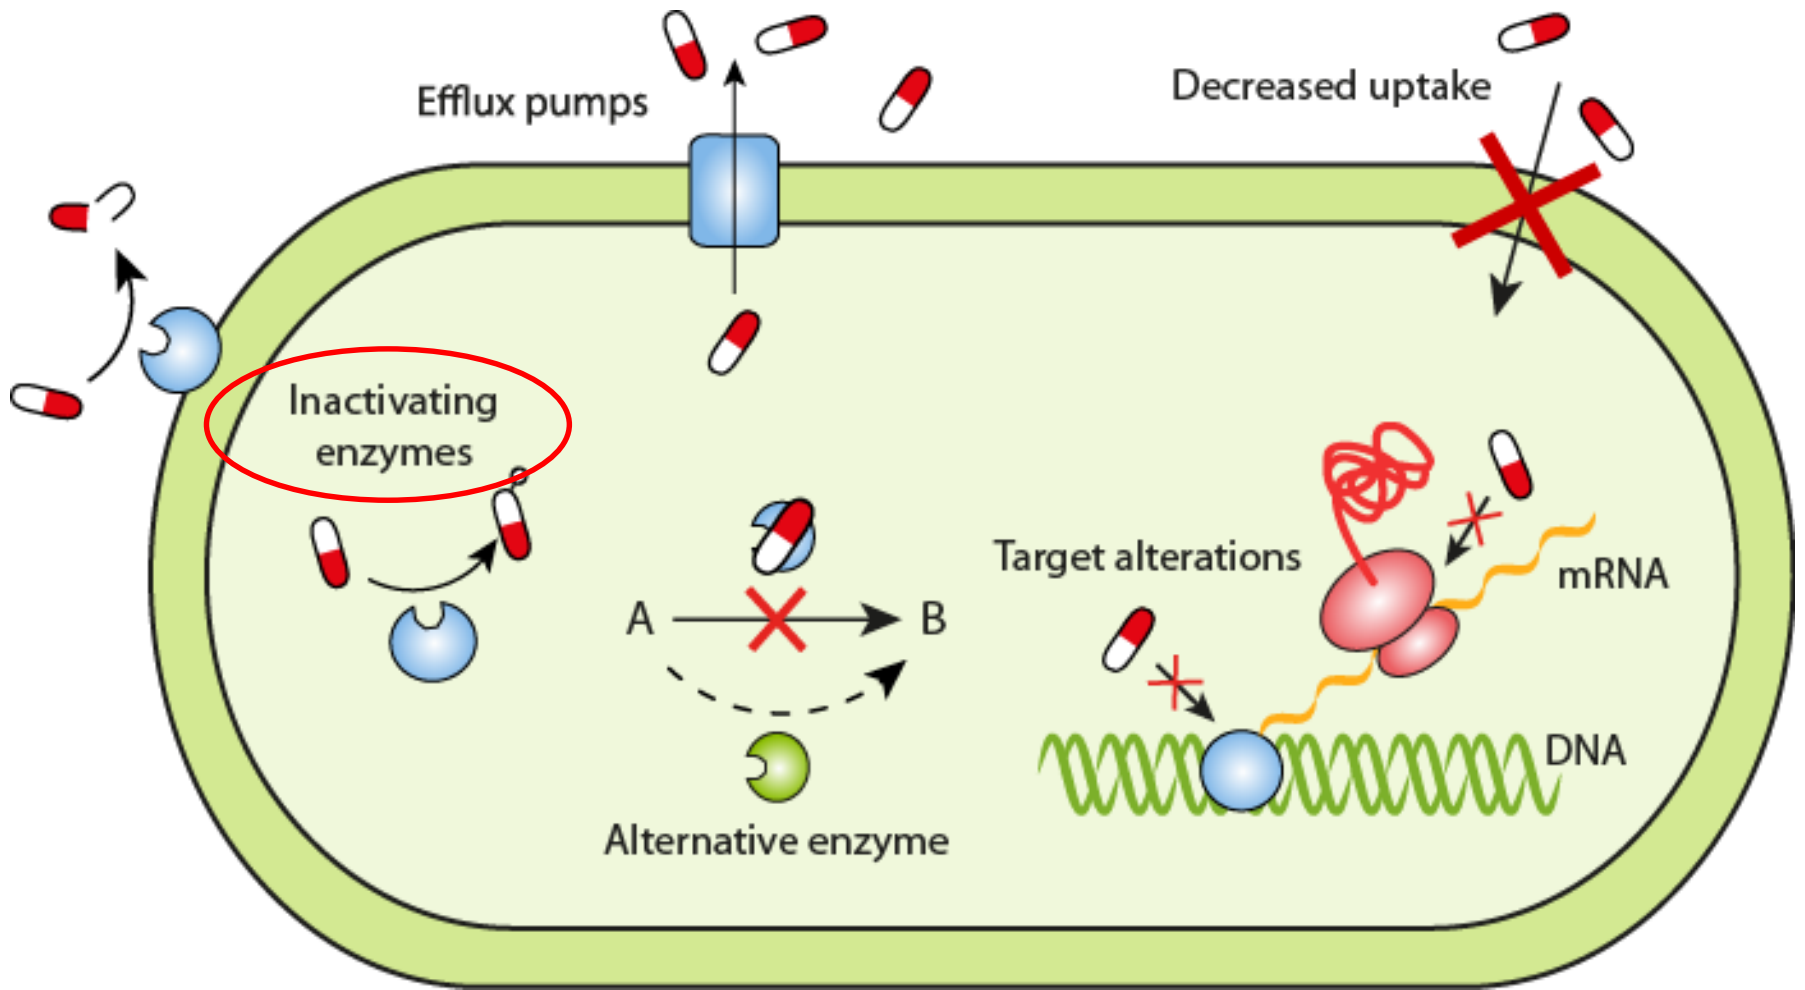 Efflux pumps
Decreased uptake
Inactivating
enzymes
Target alterations
mRNA
A
B
DNA
Alternative enzyme